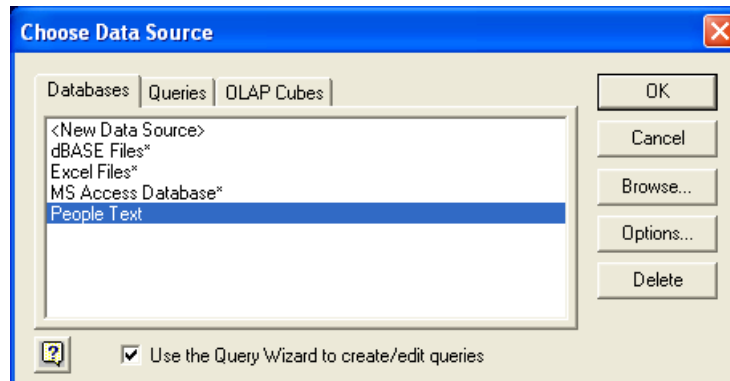 Choose Data Source
Databases Queries OLAP Cubes
<New Data Source>
dBASE Files*
Excel Files*
MS Access Database*
People Text
OK
Cancel
Browse...
Options...
Delete
Use the Query Wizard to create/edit queries